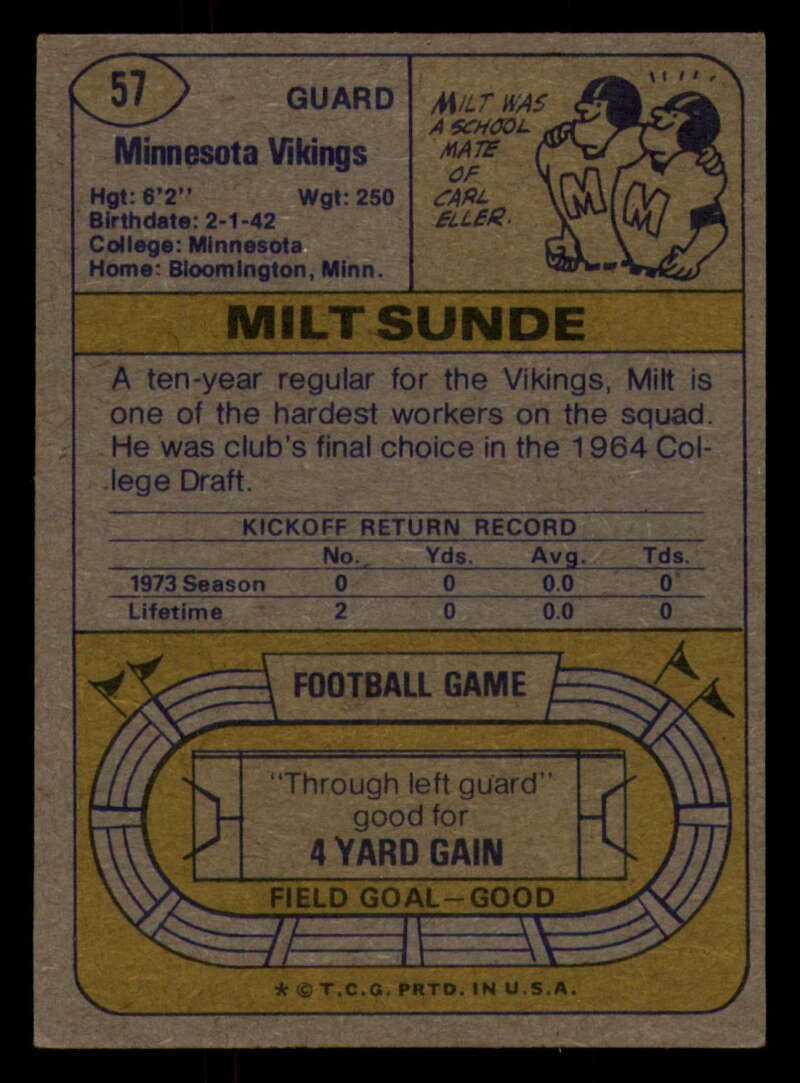 57
GUARD
Minnesota Vikings
Hgt: 6'2'' Wgt: 250
Birthdate: 2-1-42
College: Minnesota
Home: Bloomington, Minn.
MILT WAS
A SCHOOL
MATE
OF
CARL
ELLER.
M M
MILT SUNDE
A ten-year regular for the Vikings, Milt is
one of the hardest workers on the squad.
He was club's final choice in the 1964 Col-
lege Draft.
KICKOFF RETURN RECORD
No. Yds. Avg. Tds.
1973 Season 0 0 0.0 0
Lifetime 2 0 0.0 0
FOOTBALL GAME
"Through left guard"
good for
4 YARD GAIN
FIELD GOAL—GOOD
* © T.C.G. PRTD. IN U.S.A.